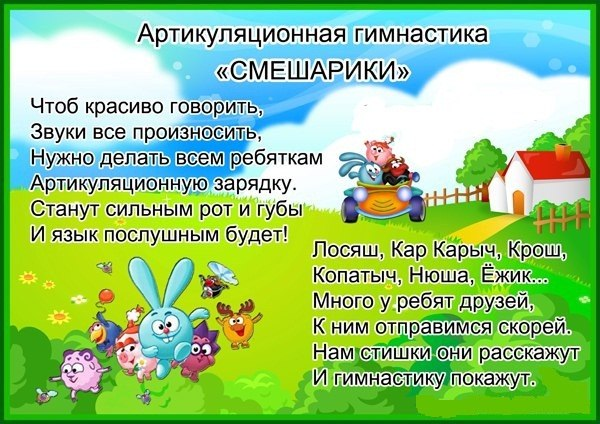 Артикуляционная гимнастика
«СМЕШАРИКИ»
Чтоб красиво говорить,
Звуки все произносить,
Нужно делать всем ребяткам
Артикуляционную зарядку.
Станут сильным рот и губы
И язык послушным будет!
Лосяш, Кар Карыч, Крош,
Копатыч, Нюша, Ёжик...
Много у ребят друзей,
К ним отправимся скорей.
Нам стишки они расскажут
И гимнастику покажут.